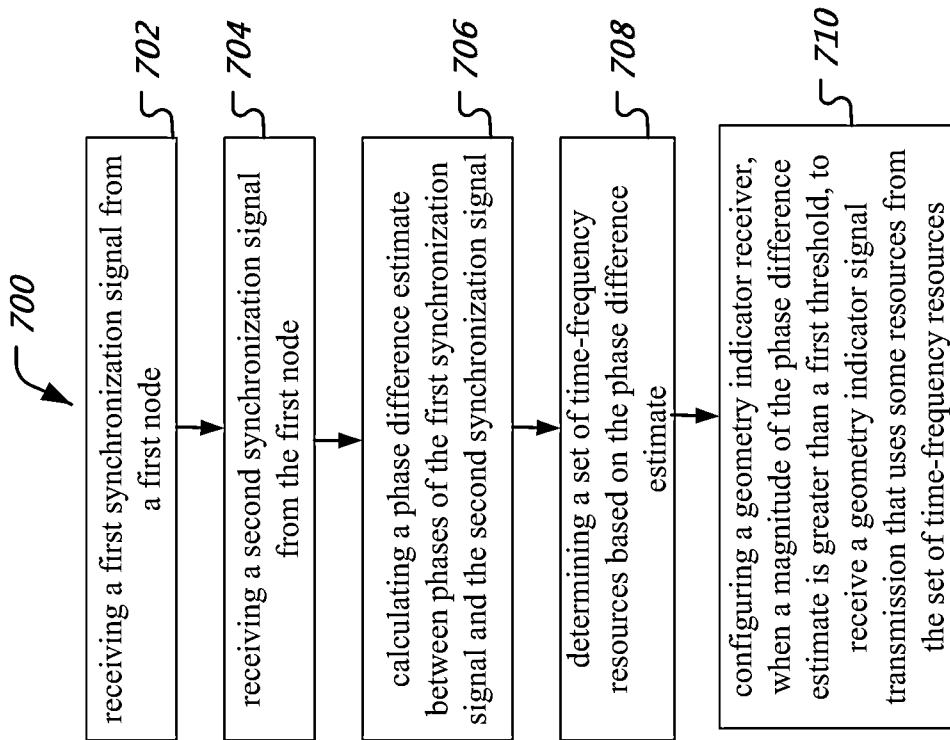 700
receiving a first synchronization signal from
a first node
702
receiving a second synchronization signal
from the first node
704
calculating a phase difference estimate
between phases of the first synchronization
signal and the second synchronization signal
706
determining a set of time-frequency
resources based on the phase difference
estimate
708
configuring a geometry indicator receiver,
when a magnitude of the phase difference
estimate is greater than a first threshold, to
receive a geometry indicator signal
transmission that uses some resources from
the set of time-frequency resources
710